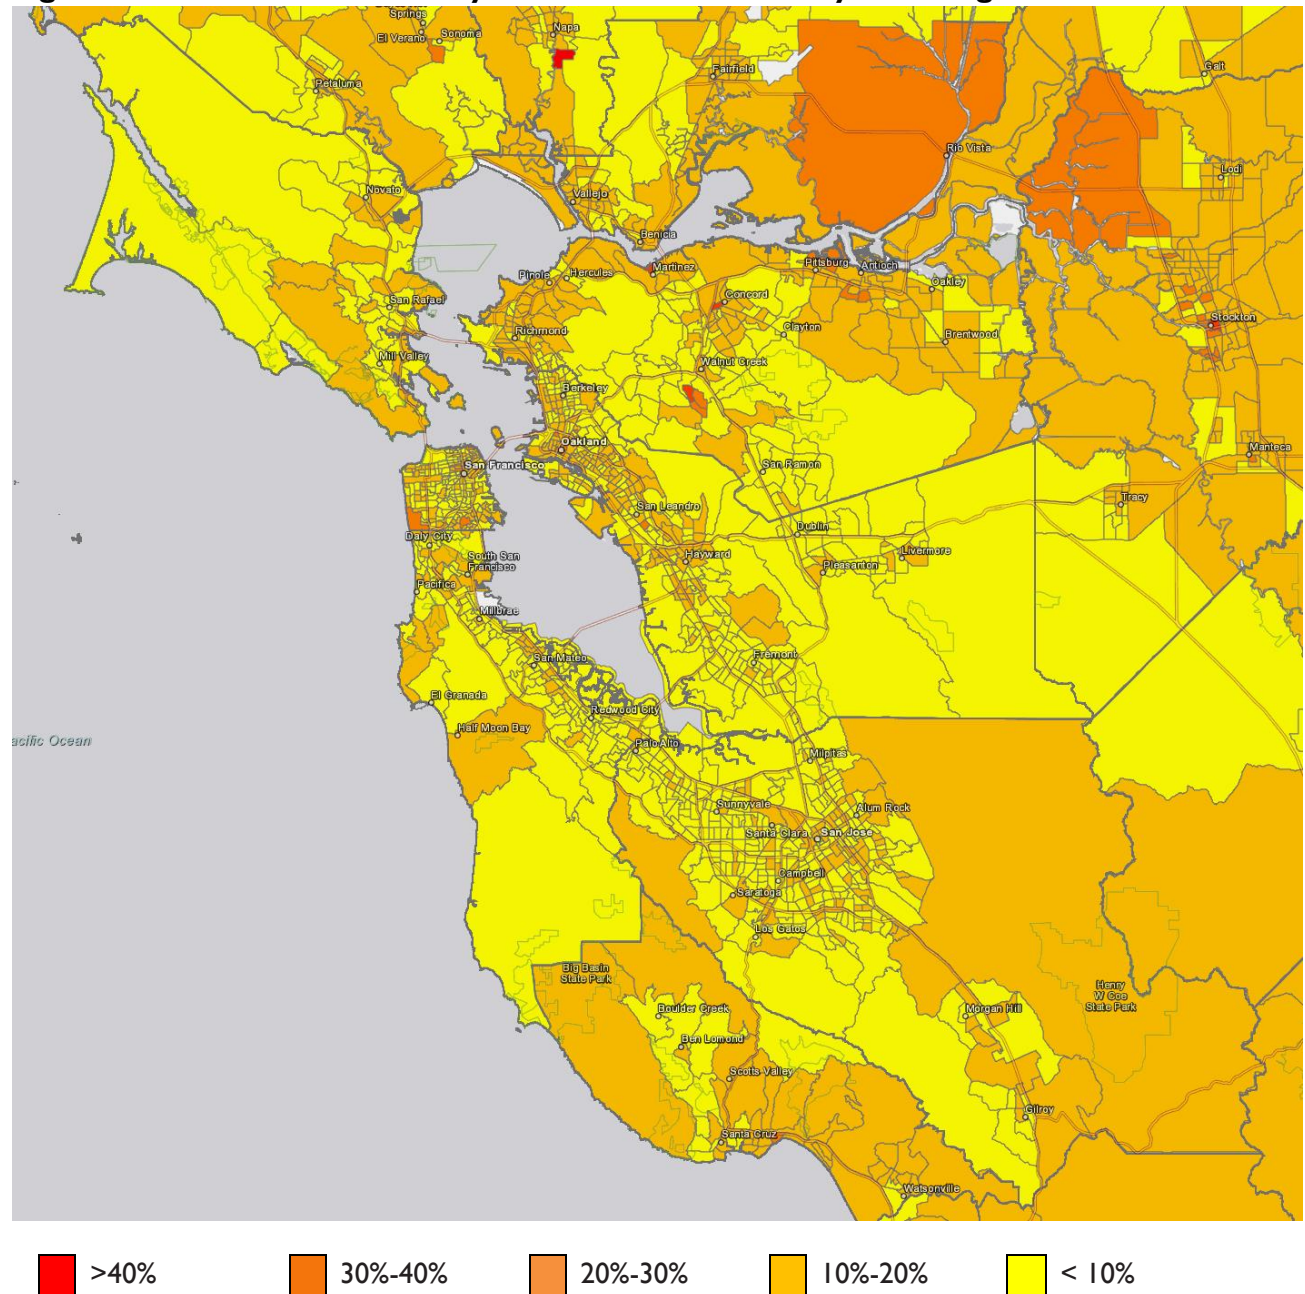 Springs
El Verano
Sonoma
Napa
Fairfield
Galt
Petaluma
Rio Vista
Lodi
Novato
Vallejo
Benicia
Pinole
Hercules
Martinez
Pittsburg
Antioch
Oakley
San Rafael
Concord
Richmond
Clayton
Brentwood
Stockton
Mill Valley
Walnut Creek
Berkeley
Oakland
San Francisco
San Ramon
Manteca
San Leandro
Tracy
Daly City
Dublin
South San
Francisco
Hayward
Livermore
Pacifica
Pleasanton
Millbrae
San Mateo
Fremont
El Granada
Redwood City
Half Moon Bay
acific Ocean
Palo Alto
Milpitas
Sunnyvale
Alum Rock
Santa Clara
San Jose
Campbell
Saratoga
Los Gatos
Big Basin
State Park
Henry
W Coe
State Park
Boulder Creek
Morgan Hill
Ben Lomond
Scotts Valley
Gilroy
Santa Cruz
Watsonville
>40%
30%-40%
20%-30%
10%-20%
< 10%